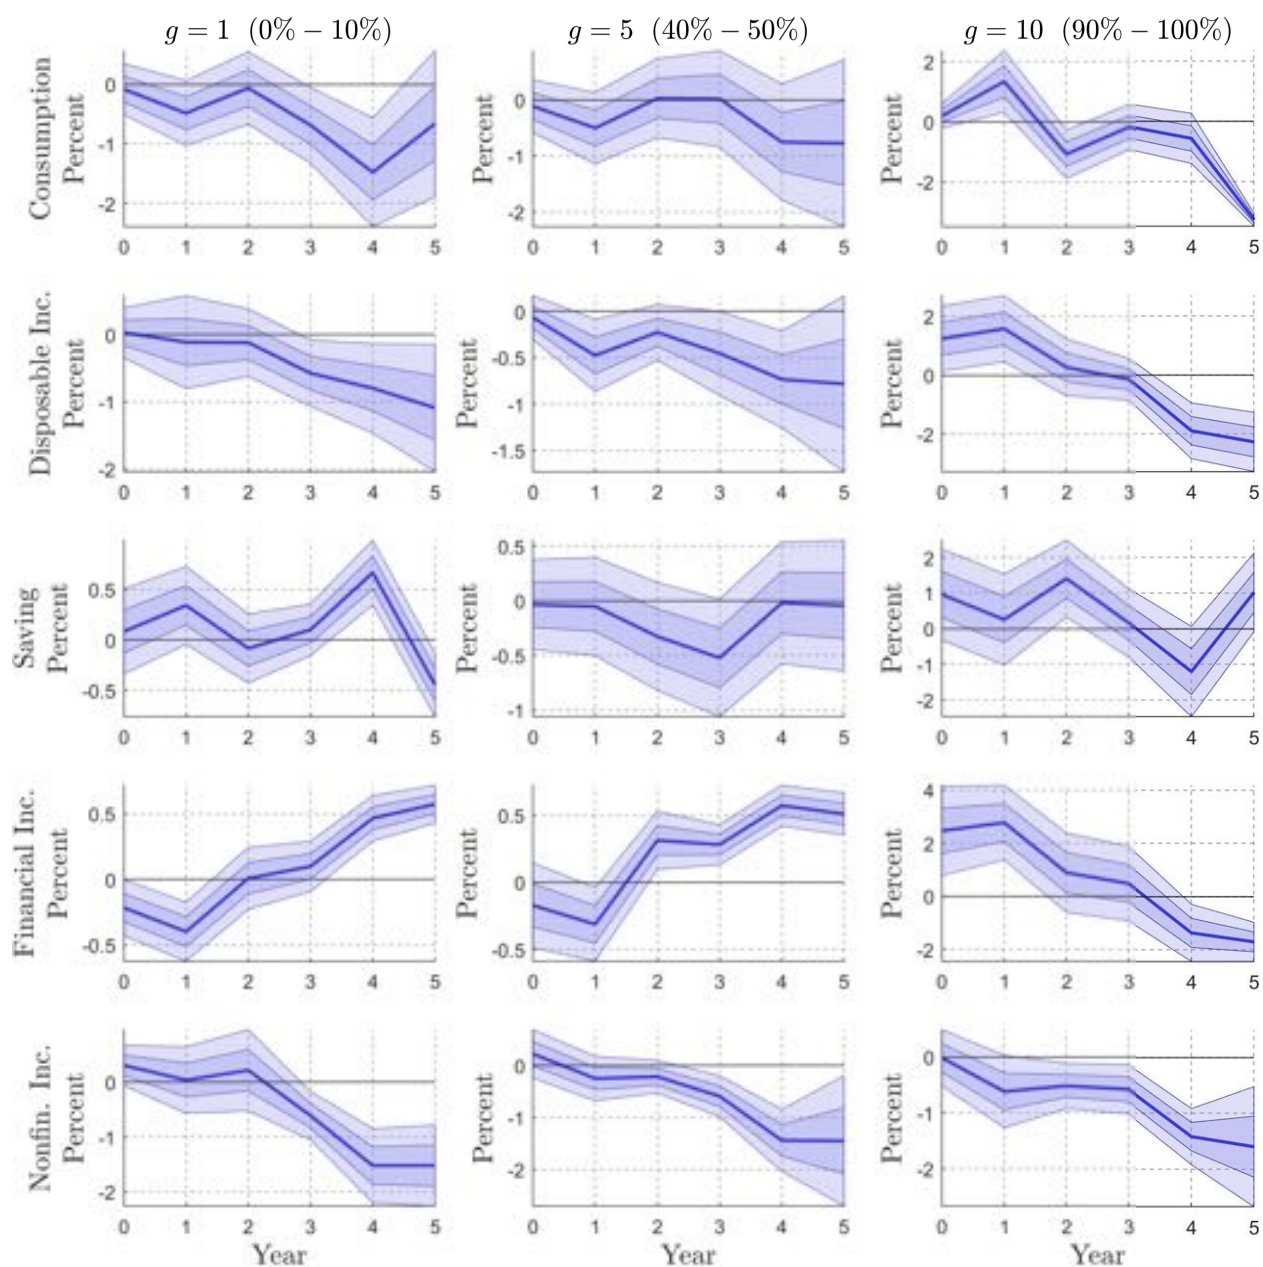 g = 1 (0% − 10%) g = 5 (40% − 50%) g = 10 (90% − 100%)
Consumption
Percent
0
-1
-2
0 1 2 3 4 5
Percent
0
-1
-2
0 1 2 3 4 5
Percent
2
0
-2
0 1 2 3 4 5
Disposable Inc.
Percent
0
-1
-2
0 1 2 3 4 5
Percent
0
-0.5
-1
-1.5
0 1 2 3 4 5
Percent
2
0
-2
0 1 2 3 4 5
Saving
Percent
0.5
0
-0.5
0 1 2 3 4 5
Percent
0.5
0
-0.5
-1
0 1 2 3 4 5
Percent
2
1
0
-1
-2
0 1 2 3 4 5
Financial Inc.
Percent
0.5
0
-0.5
0 1 2 3 4 5
Percent
0.5
0
-0.5
0 1 2 3 4 5
Percent
4
2
0
-2
0 1 2 3 4 5
Nonfin. Inc.
Percent
0
-1
-2
0 1 2 3 4 5
Year
Percent
0
-1
-2
0 1 2 3 4 5
Year
Percent
0
-1
-2
0 1 2 3 4 5
Year